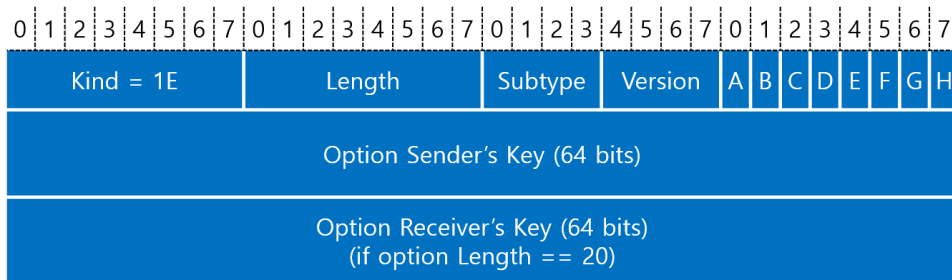 0 1 2 3 4 5 6 7 0 1 2 3 4 5 6 7 0 1 2 3 4 5 6 7 0 1 2 3 4 5 6 7
Kind = 1E Length Subtype Version A B C D E F G H
Option Sender's Key (64 bits)
Option Receiver's Key (64 bits)
(if option Length == 20)